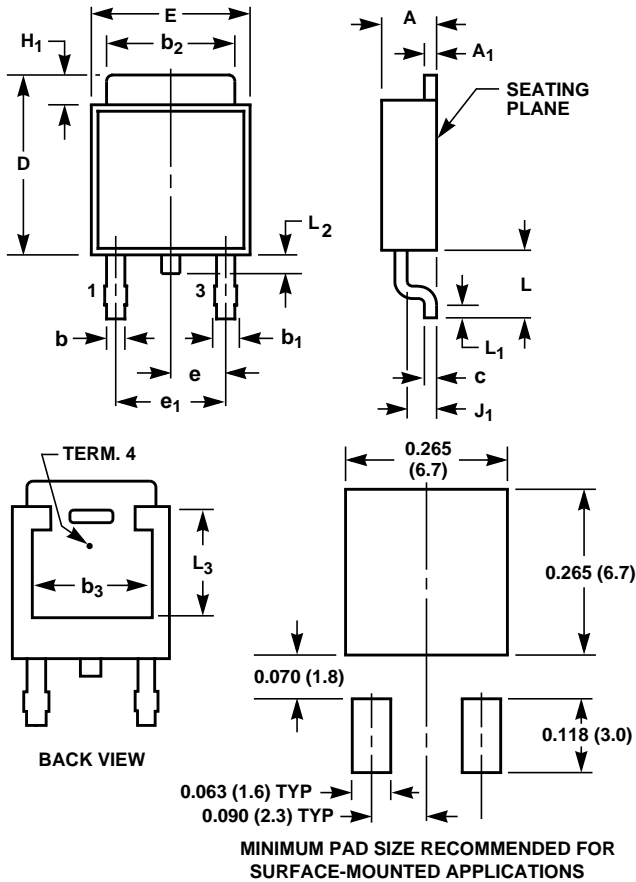 E
A
H1
b2
A1
SEATING
PLANE
D
L2
1
3
L
b
b1
L1
e
c
e1
J1
TERM. 4
0.265
(6.7)
L3
b3
0.265 (6.7)
0.070 (1.8)
0.118 (3.0)
BACK VIEW
0.063 (1.6) TYP
0.090 (2.3) TYP
MINIMUM PAD SIZE RECOMMENDED FOR
SURFACE-MOUNTED APPLICATIONS